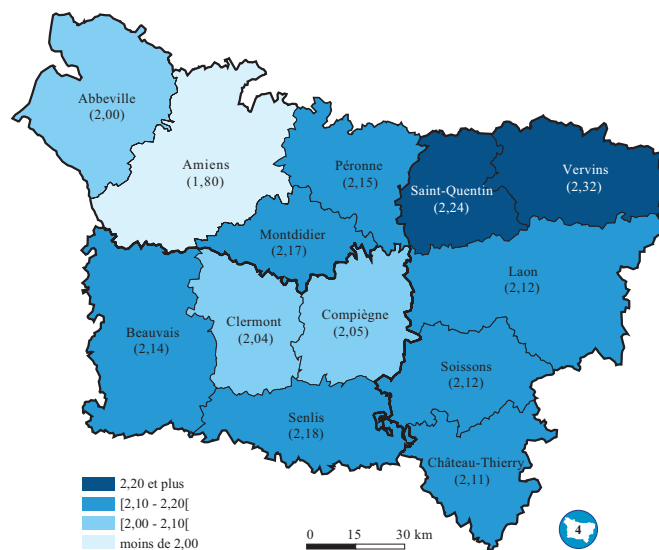 Abbeville
(2,00)
Amiens
(1,80)
Péronne
(2,15)
Saint-Quentin
(2,24)
Vervins
(2,32)
Montdidier
(2,17)
Laon
(2,12)
Beauvais
(2,14)
Clermont
(2,04)
Compiègne
(2,05)
Soissons
(2,12)
Senlis
(2,18)
Château-Thierry
(2,11)
2,20 et plus
[2,10 - 2,20[
[2,00 - 2,10[
moins de 2,00
0 15 30 km
4